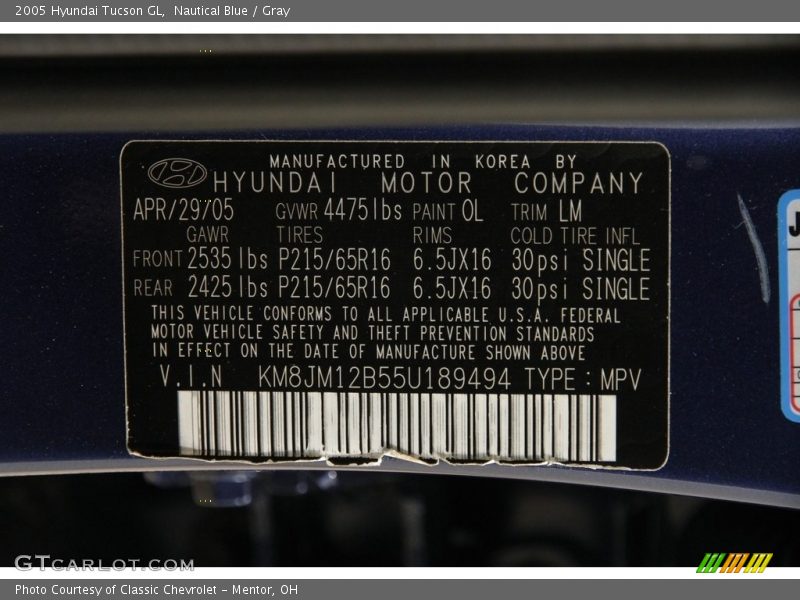 2005 Hyundai Tucson GL, Nautical Blue / Gray
MANUFACTURED IN KOREA BY
HYUNDAI MOTOR COMPANY
APR/29/05 GVWR 4475lbs PAINT OL TRIM LM
GAWR TIRES RIMS COLD TIRE INFL
FRONT 2535 lbs P215/65R16 6.5JX16 30psi SINGLE
REAR 2425 lbs P215/65R16 6.5JX16 30psi SINGLE
THIS VEHICLE CONFORMS TO ALL APPLICABLE U.S.A. FEDERAL
MOTOR VEHICLE SAFETY AND THEFT PREVENTION STANDARDS
IN EFFECT ON THE DATE OF MANUFACTURE SHOWN ABOVE
V.I.N KM8JM12B55U189494 TYPE : MPV
GTCARLOT.COM
Photo Courtesy of Classic Chevrolet - Mentor, OH